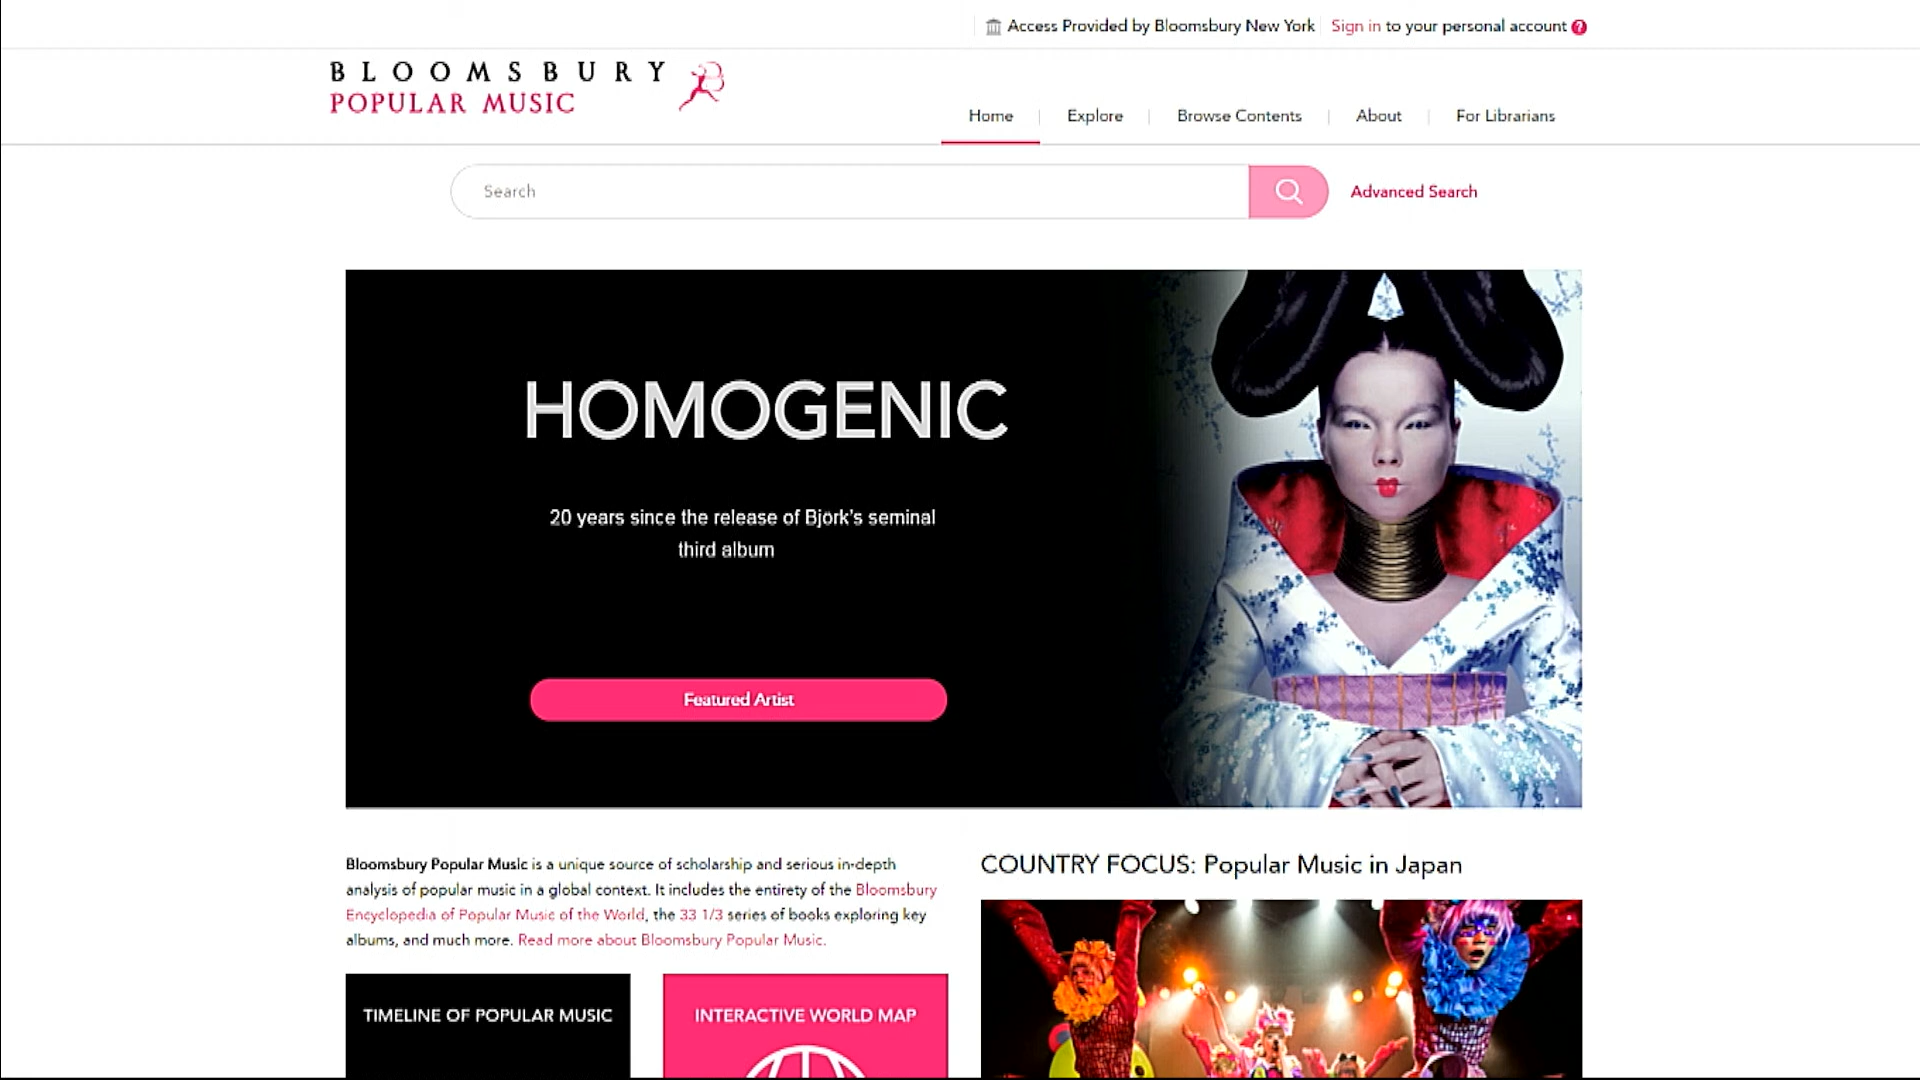 Access Provided by Bloomsbury New York
Sign in to your personal account ?
BLOOMSBURY
POPULAR MUSIC
Home
Explore
Browse Contents
About
For Librarians
Search
Advanced Search
HOMOGENIC
20 years since the release of Björk's seminal
third album
Featured Artist
Bloomsbury Popular Music is a unique source of scholarship and serious in-depth
analysis of popular music in a global context. It includes the entirety of the Bloomsbury
Encyclopedia of Popular Music of the World, the 33 1/3 series of books exploring key
albums, and much more. Read more about Bloomsbury Popular Music.
TIMELINE OF POPULAR MUSIC
INTERACTIVE WORLD MAP
COUNTRY FOCUS: Popular Music in Japan